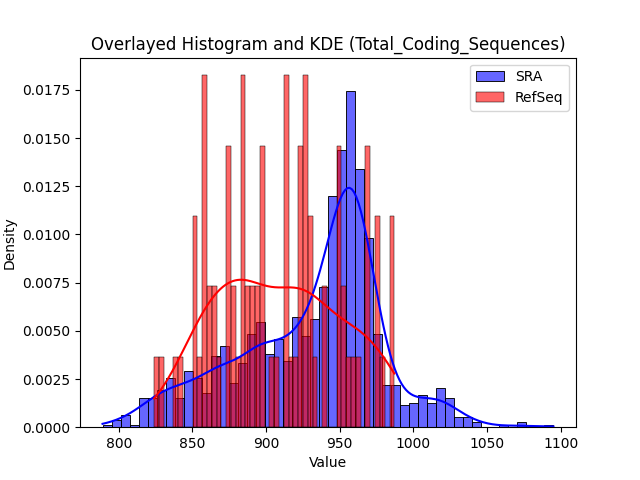 Overlayed Histogram and KDE (Total_Coding_Sequences)
SRA
RefSeq
0.0175
0.0150
0.0125
0.0100
0.0075
0.0050
0.0025
0.0000
Density
800 850 900 950 1000 1050 1100
Value